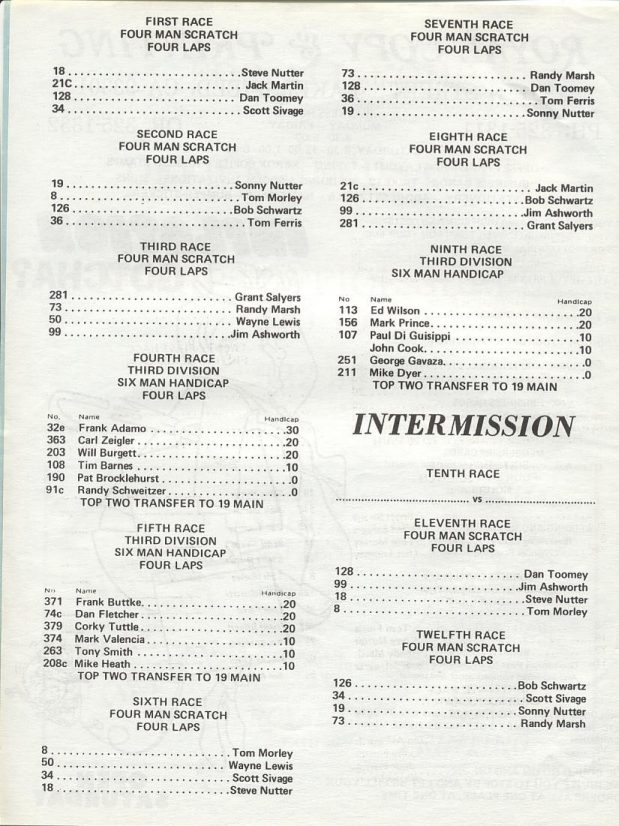 FIRST RACE
FOUR MAN SCRATCH
FOUR LAPS
18 . . . . . . . . . . . . . . . . . . . . . . . . . .Steve Nutter
21C . . . . . . . . . . . . . . . . . . . . . . . . . Jack Martin
128 . . . . . . . . . . . . . . . . . . . . . . . . Dan Toomey
34 . . . . . . . . . . . . . . . . . . . . . . . . . Scott Sivage
SECOND RACE
FOUR MAN SCRATCH
FOUR LAPS
19 . . . . . . . . . . . . . . . . . . . . . . . . . Sonny Nutter
8 . . . . . . . . . . . . . . . . . . . . . . . . . . Tom Morley
126 . . . . . . . . . . . . . . . . . . . . . . . .Bob Schwartz
36 . . . . . . . . . . . . . . . . . . . . . . . . . . Tom Ferris
THIRD RACE
FOUR MAN SCRATCH
FOUR LAPS
281 . . . . . . . . . . . . . . . . . . . . . . . . Grant Salyers
73 . . . . . . . . . . . . . . . . . . . . . . . . . Randy Marsh
50 . . . . . . . . . . . . . . . . . . . . . . . . . Wayne Lewis
99 . . . . . . . . . . . . . . . . . . . . . . . . .Jim Ashworth
FOURTH RACE
THIRD DIVISION
SIX MAN HANDICAP
FOUR LAPS
No. Name Handicap
32e Frank Adamo . . . . . . . . . . . . . . . . . .30
363 Carl Zeigler . . . . . . . . . . . . . . . . . . 20
203 Will Burgett. . . . . . . . . . . . . . . . . . .20
108 Tim Barnes . . . . . . . . . . . . . . . . . . .10
190 Pat Brocklehurst . . . . . . . . . . . . . . . .0
91c Randy Schweitzer . . . . . . . . . . . . . . . .0
TOP TWO TRANSFER TO 19 MAIN
FIFTH RACE
THIRD DIVISION
SIX MAN HANDICAP
FOUR LAPS
No. Name Handicap
371 Frank Buttke. . . . . . . . . . . . . . . . . . .20
74c Dan Fletcher . . . . . . . . . . . . . . . . . .20
379 Corky Tuttle. . . . . . . . . . . . . . . . . . .20
374 Mark Valencia . . . . . . . . . . . . . . . . . .10
263 Tony Smith . . . . . . . . . . . . . . . . . . .10
208c Mike Heath . . . . . . . . . . . . . . . . . . .10
TOP TWO TRANSFER TO 19 MAIN
SIXTH RACE
FOUR MAN SCRATCH
FOUR LAPS
8 . . . . . . . . . . . . . . . . . . . . . . . . . . Tom Morley
50 . . . . . . . . . . . . . . . . . . . . . . . . . Wayne Lewis
34 . . . . . . . . . . . . . . . . . . . . . . . . . Scott Sivage
18 . . . . . . . . . . . . . . . . . . . . . . . . .Steve Nutter
SEVENTH RACE
FOUR MAN SCRATCH
FOUR LAPS
73 . . . . . . . . . . . . . . . . . . . . . . . . . Randy Marsh
128 . . . . . . . . . . . . . . . . . . . . . . . . Dan Toomey
36 . . . . . . . . . . . . . . . . . . . . . . . . . . Tom Ferris
19 . . . . . . . . . . . . . . . . . . . . . . . . .Sonny Nutter
EIGHTH RACE
FOUR MAN SCRATCH
FOUR LAPS
21c . . . . . . . . . . . . . . . . . . . . . . . . . Jack Martin
126 . . . . . . . . . . . . . . . . . . . . . . . .Bob Schwartz
99 . . . . . . . . . . . . . . . . . . . . . . . . .Jim Ashworth
281 . . . . . . . . . . . . . . . . . . . . . . . . Grant Salyers
NINTH RACE
THIRD DIVISION
SIX MAN HANDICAP
No Name Handicap
113 Ed Wilson . . . . . . . . . . . . . . . . . . . .20
156 Mark Prince. . . . . . . . . . . . . . . . . . . .20
107 Paul Di Guisippi . . . . . . . . . . . . . . . .10
John Cook. . . . . . . . . . . . . . . . . . . .10
251 George Gavaza. . . . . . . . . . . . . . . . . .0
211 Mike Dyer. . . . . . . . . . . . . . . . . . . . .0
TOP TWO TRANSFER TO 19 MAIN
INTERMISSION
TENTH RACE
........................................ vs ........................................
ELEVENTH RACE
FOUR MAN SCRATCH
FOUR LAPS
128 . . . . . . . . . . . . . . . . . . . . . . . . Dan Toomey
99 . . . . . . . . . . . . . . . . . . . . . . . . .Jim Ashworth
18 . . . . . . . . . . . . . . . . . . . . . . . . .Steve Nutter
8 . . . . . . . . . . . . . . . . . . . . . . . . . . Tom Morley
TWELFTH RACE
FOUR MAN SCRATCH
FOUR LAPS
126 . . . . . . . . . . . . . . . . . . . . . . . .Bob Schwartz
34 . . . . . . . . . . . . . . . . . . . . . . . . . Scott Sivage
19 . . . . . . . . . . . . . . . . . . . . . . . . Sonny Nutter
73 . . . . . . . . . . . . . . . . . . . . . . . . . Randy Marsh